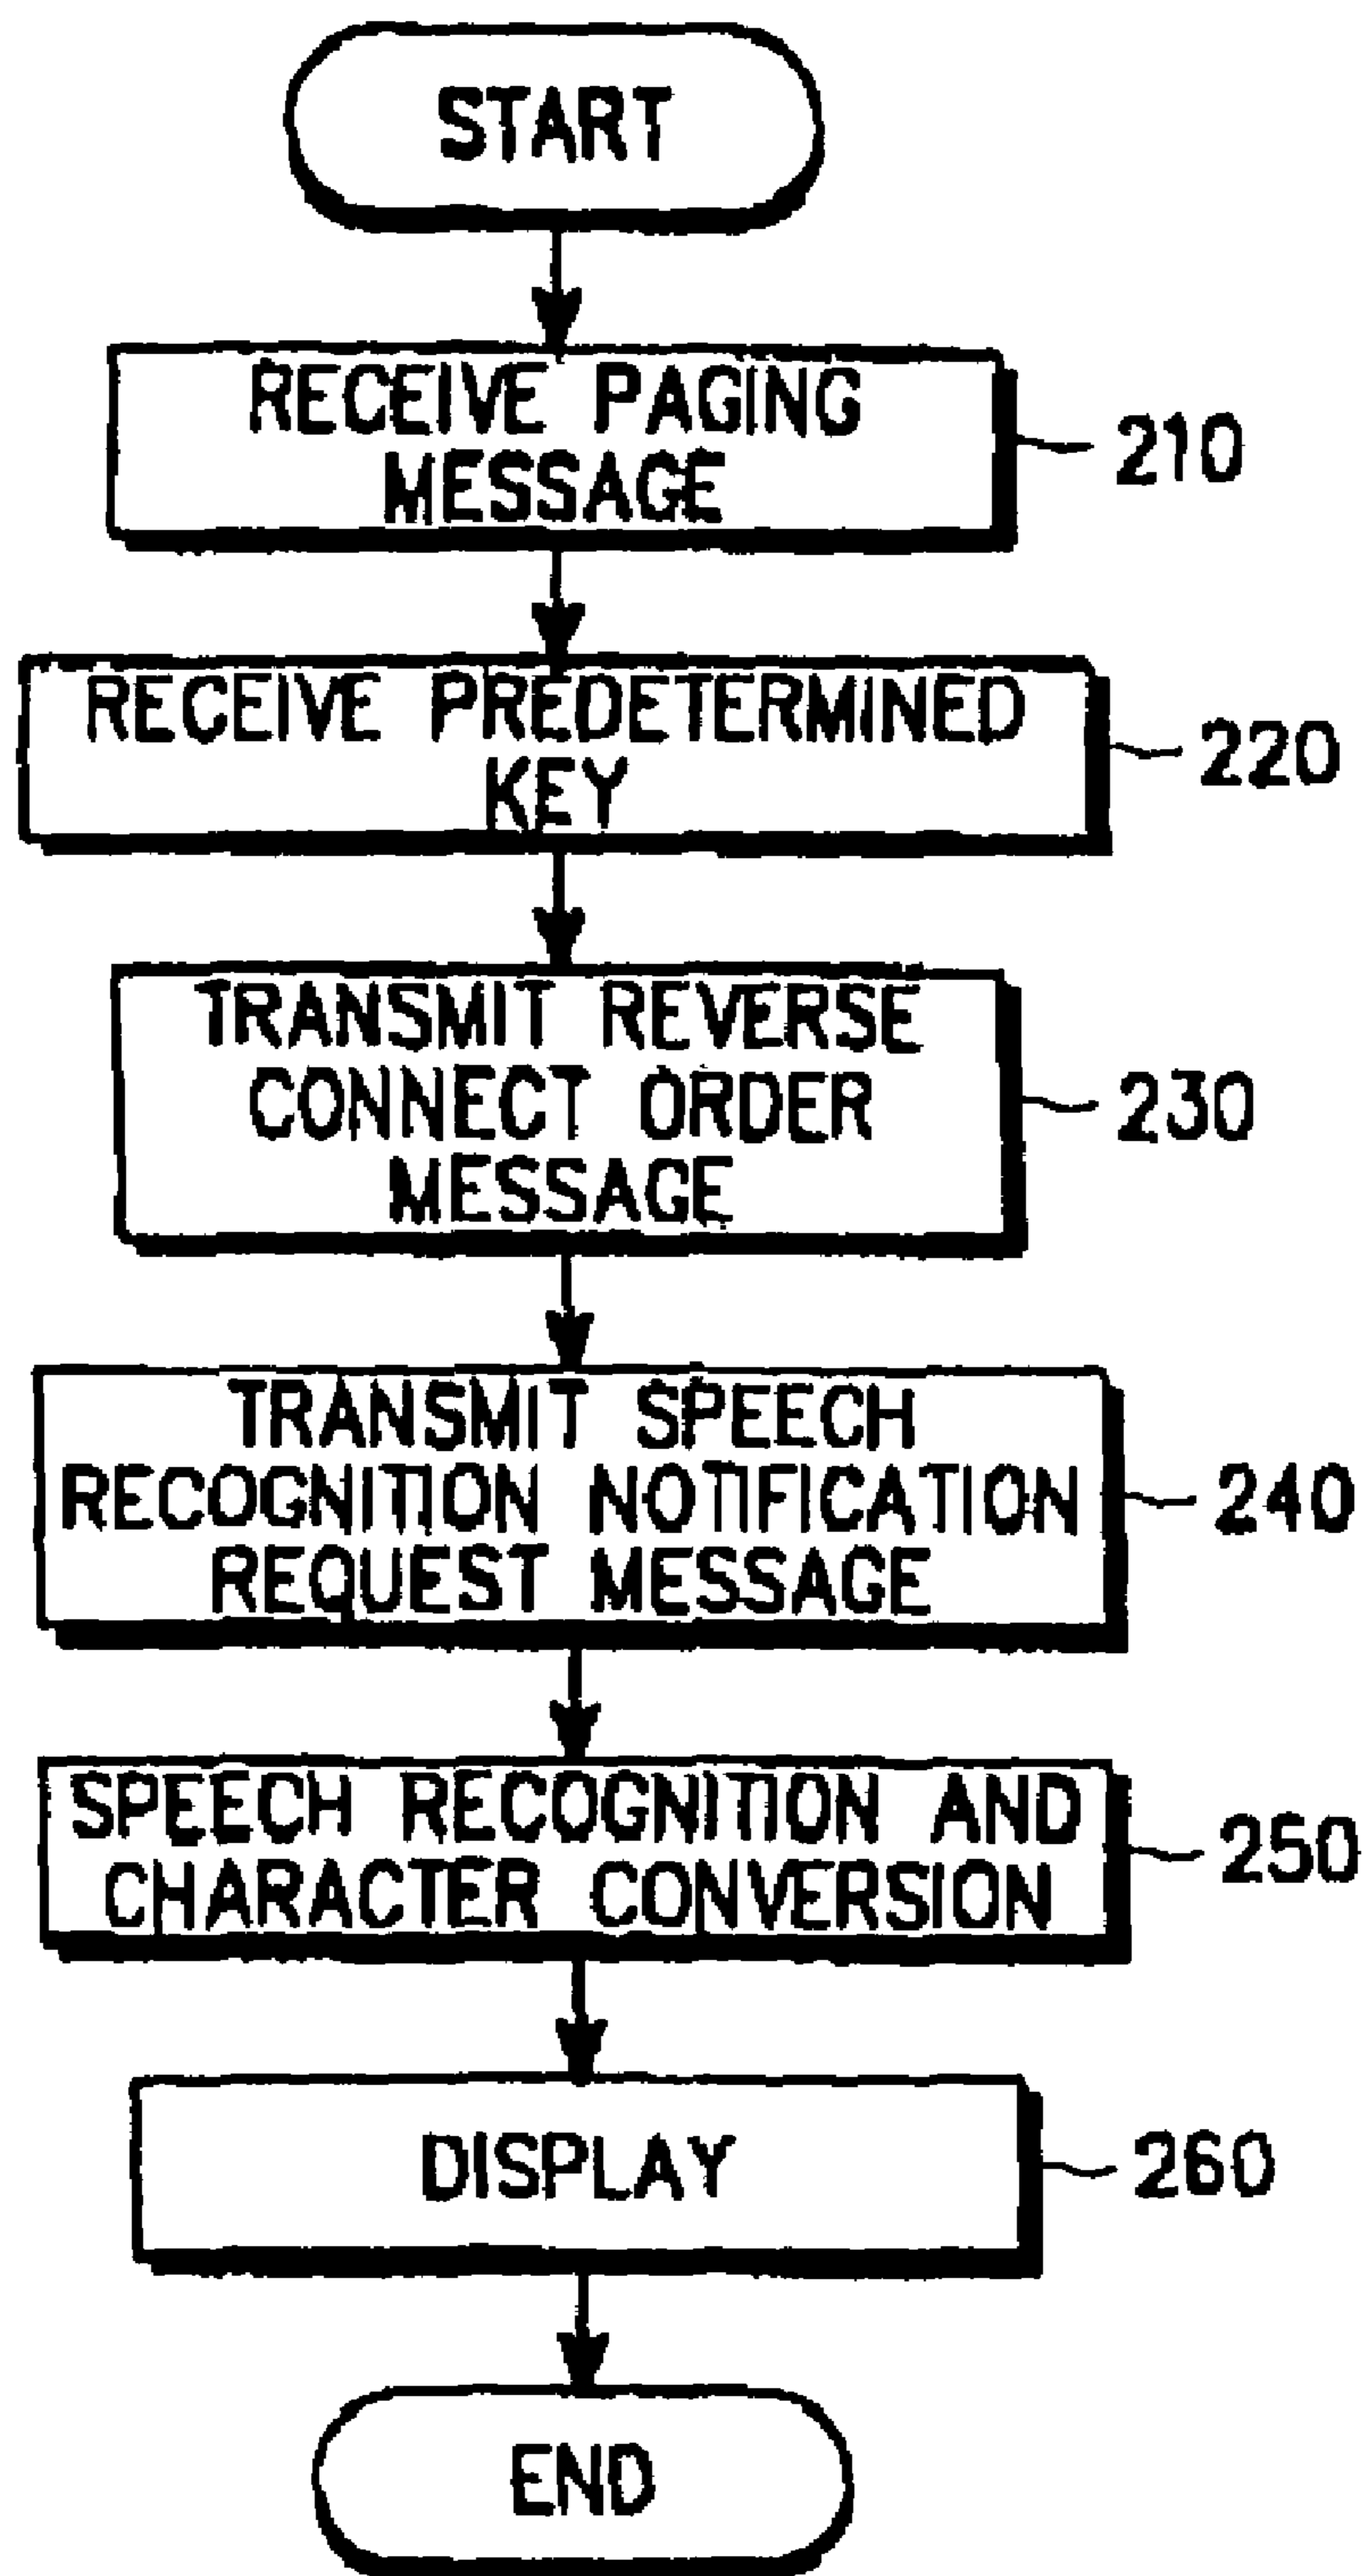 START
RECEIVE PAGING
MESSAGE
210
RECEIVE PREDETERMINED
KEY
220
TRANSMIT REVERSE
CONNECT ORDER
MESSAGE
230
TRANSMIT SPEECH
RECOGNITION NOTIFICATION
REQUEST MESSAGE
240
SPEECH RECOGNITION AND
CHARACTER CONVERSION
250
DISPLAY
260
END